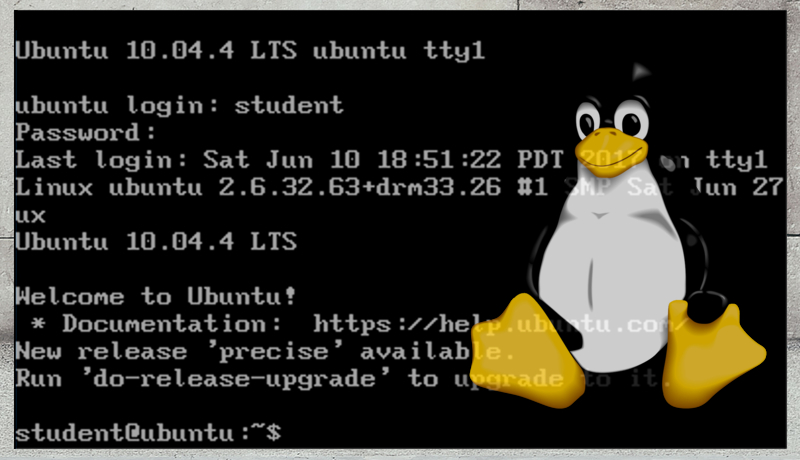 Ubuntu 10.04.4 LTS ubuntu tty1
ubuntu login: student
Password:
Last login: Sat Jun 10 18:51:22 PDT 2017 on tty1
Linux ubuntu 2.6.32.63+drm33.26 #1 SMP Sat Jun 27
ux
Ubuntu 10.04.4 LTS
Welcome to Ubuntu!
* Documentation: https://help.ubuntu.com/
New release 'precise' available.
Run 'do-release-upgrade' to upgrade to it.
student@ubuntu:~$